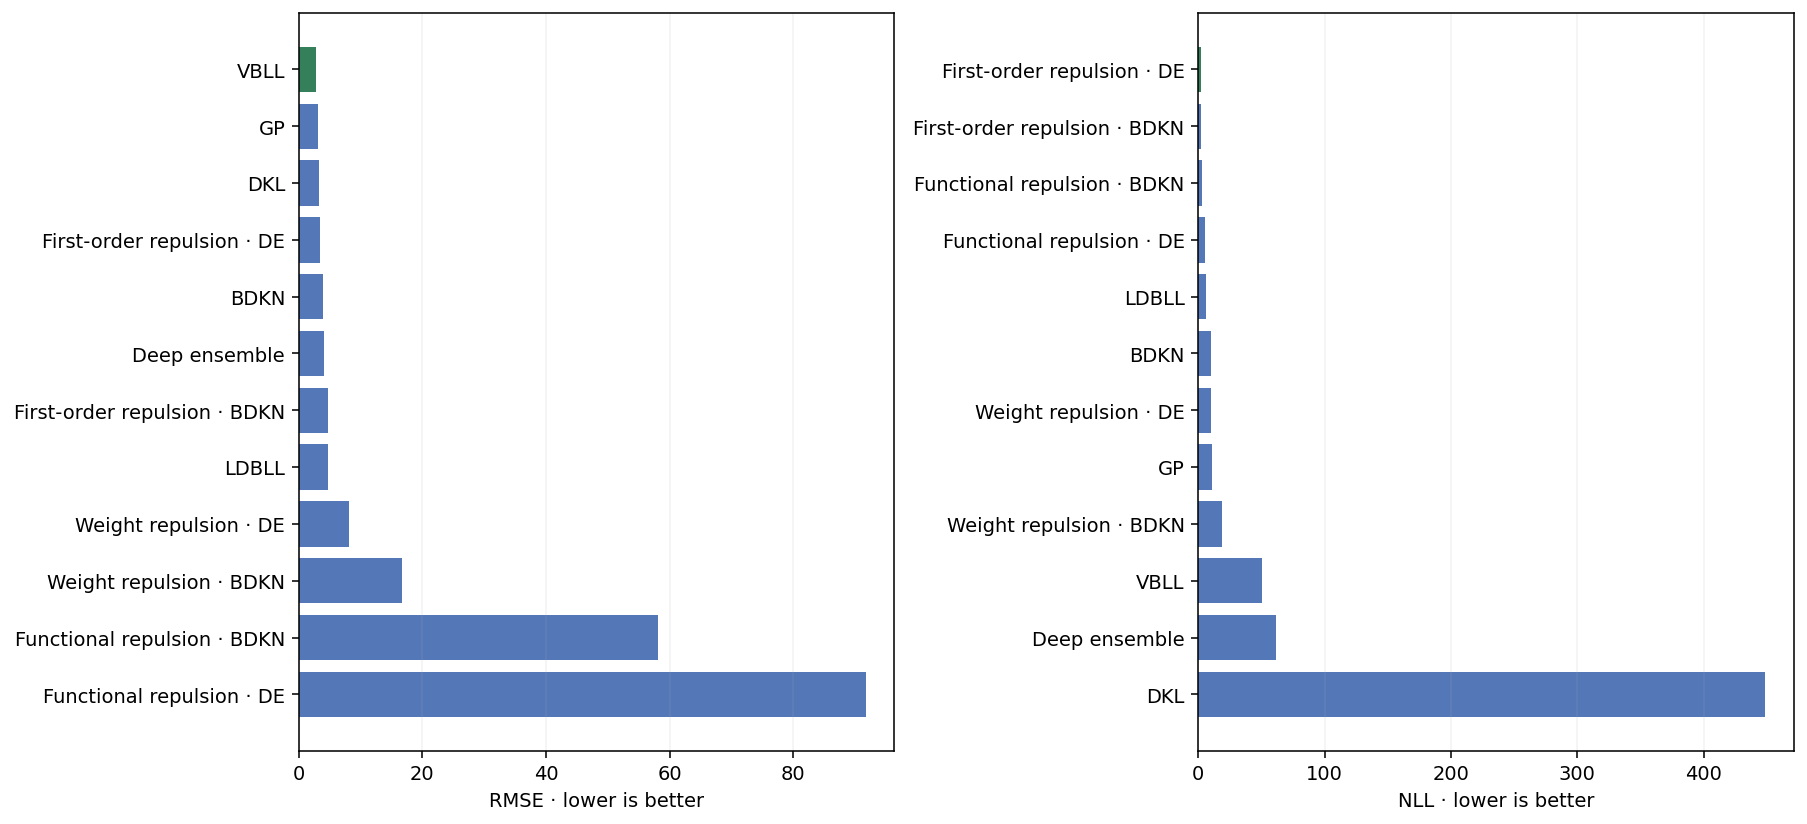 VBLL
GP
DKL
First-order repulsion · DE
BDKN
Deep ensemble
First-order repulsion · BDKN
LDBLL
Weight repulsion · DE
Weight repulsion · BDKN
Functional repulsion · BDKN
Functional repulsion · DE
0 20 40 60 80
RMSE · lower is better
First-order repulsion · DE
First-order repulsion · BDKN
Functional repulsion · BDKN
Functional repulsion · DE
LDBLL
BDKN
Weight repulsion · DE
GP
Weight repulsion · BDKN
VBLL
Deep ensemble
DKL
0 100 200 300 400
NLL · lower is better